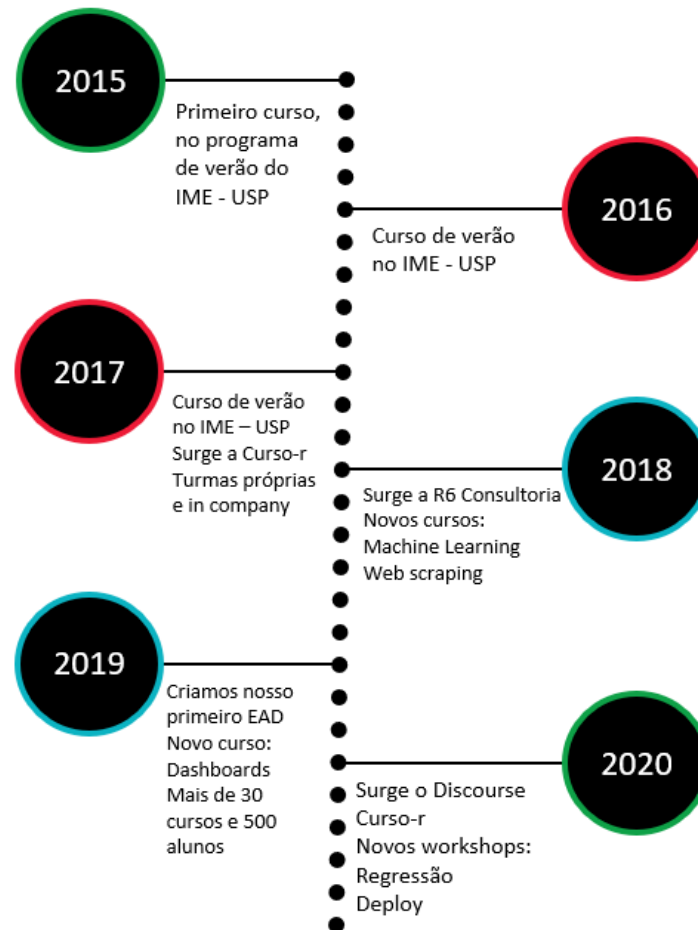 2015
Primeiro curso,
no programa
de verão do
IME - USP
2016
Curso de verão
no IME - USP
2017
Curso de verão
no IME – USP
Surge a Curso-r
Turmas próprias
e in company
2018
Surge a R6 Consultoria
Novos cursos:
Machine Learning
Web scraping
2019
Criamos nosso
primeiro EAD
Novo curso:
Dashboards
Mais de 30
cursos e 500
alunos
2020
Surge o Discourse
Curso-r
Novos workshops:
Regressão
Deploy